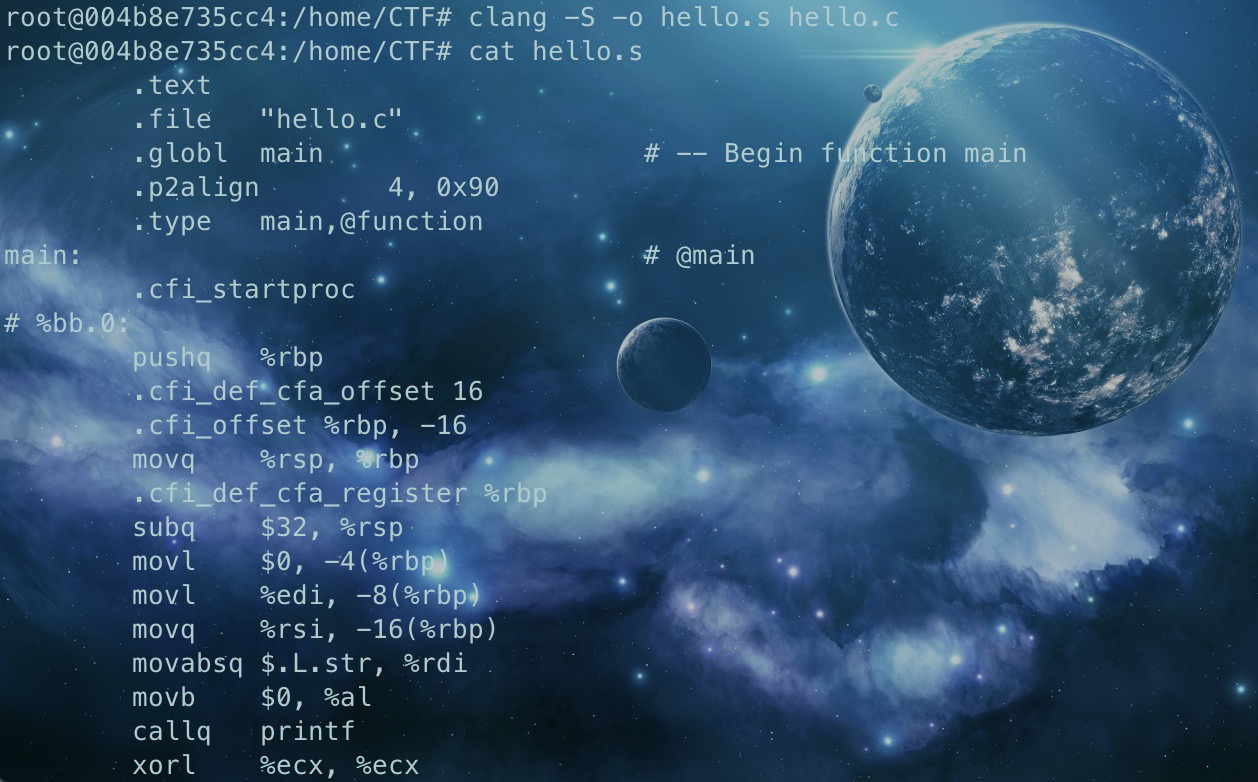 root@004b8e735cc4:/home/CTF# clang -S -o hello.s hello.c
root@004b8e735cc4:/home/CTF# cat hello.s
.text
.file "hello.c"
.globl main # -- Begin function main
.p2align 4, 0x90
.type main,@function
main: # @main
.cfi_startproc
# %bb.0:
pushq %rbp
.cfi_def_cfa_offset 16
.cfi_offset %rbp, -16
movq %rsp, %rbp
.cfi_def_cfa_register %rbp
subq $32, %rsp
movl $0, -4(%rbp)
movl %edi, -8(%rbp)
movq %rsi, -16(%rbp)
movabsq $.L.str, %rdi
movb $0, %al
callq printf
xorl %ecx, %ecx